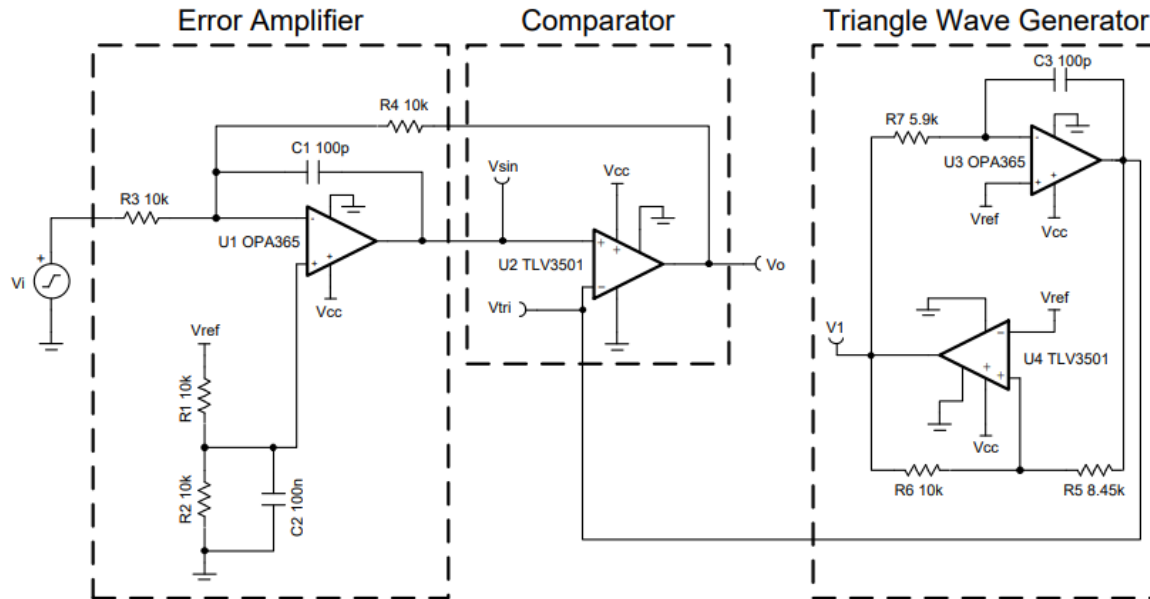 Error Amplifier
Comparator
Triangle Wave Generator
C3 100p
R4 10k
R7 5.9k
C1 100p
-
+
U3 OPA365
+
Vsin
Vcc
Vref
Vcc
R3 10k
-
+
U1 OPA365
+
+
+
-
U2 TLV3501
Vi
+
Vcc
Vo
Vtri
Vref
V1
Vref
-
+
+
U4 TLV3501
R1 10k
Vcc
R2 10k
C2 100n
R6 10k
R5 8.45k